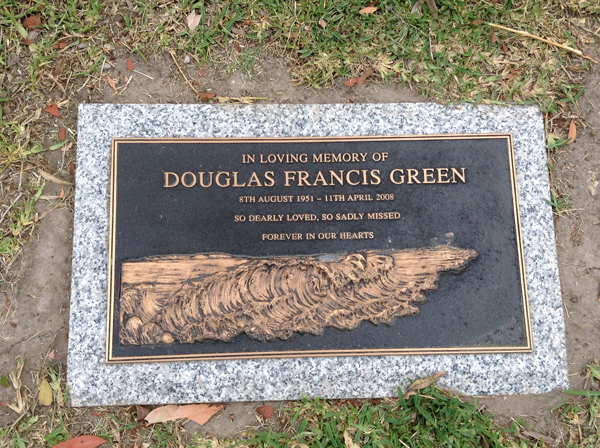 IN LOVING MEMORY OF
DOUGLAS FRANCIS GREEN
8TH AUGUST 1951 – 11TH APRIL 2008
SO DEARLY LOVED, SO SADLY MISSED
FOREVER IN OUR HEARTS